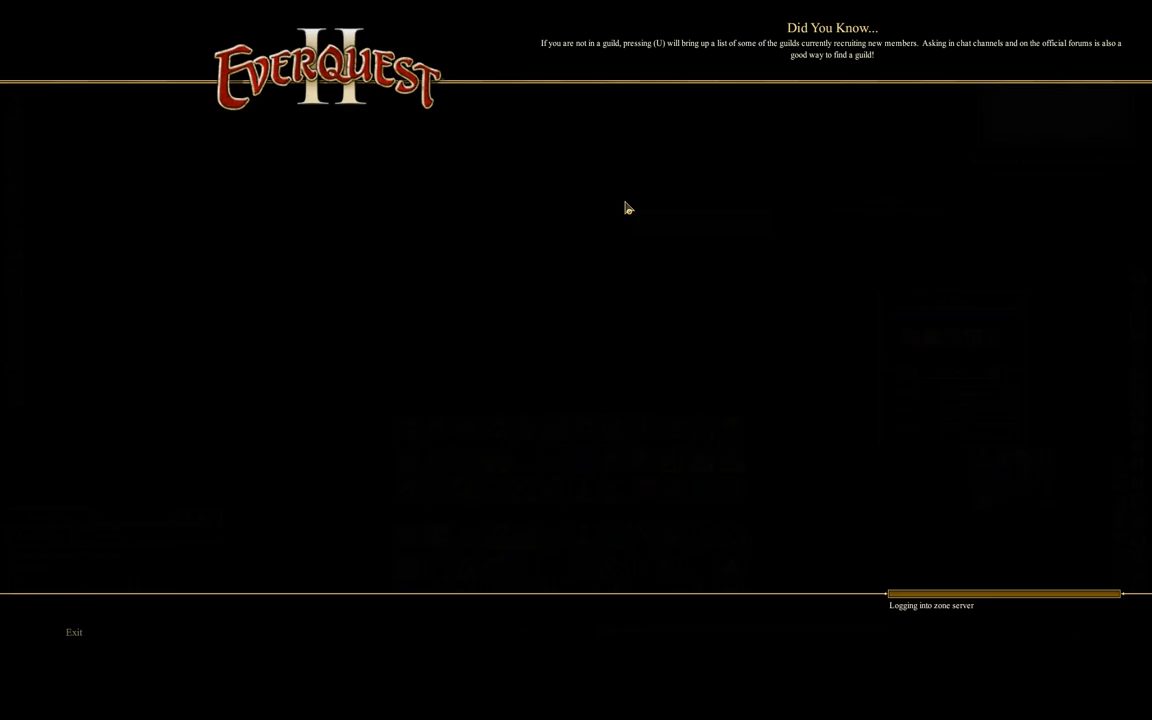 EVERQUEST II
Did You Know...
If you are not in a guild, pressing (U) will bring up a list of some of the guilds currently recruiting new members.  Asking in chat channels and on the official forums is also a
good way to find a guild!
Logging into zone server
Exit